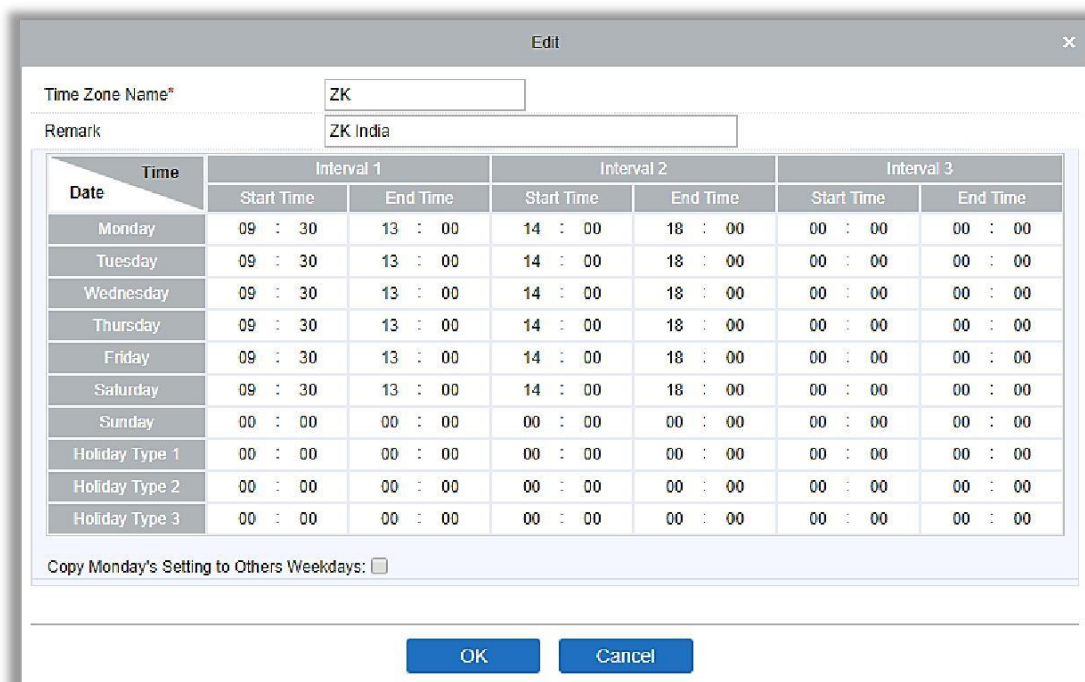 Edit
×
Time Zone Name* ZK
Remark ZK India
Time Interval 1 Interval 2 Interval 3
Date Start Time End Time Start Time End Time Start Time End Time
Monday 09 : 30 13 : 00 14 : 00 18 : 00 00 : 00 00 : 00
Tuesday 09 : 30 13 : 00 14 : 00 18 : 00 00 : 00 00 : 00
Wednesday 09 : 30 13 : 00 14 : 00 18 : 00 00 : 00 00 : 00
Thursday 09 : 30 13 : 00 14 : 00 18 : 00 00 : 00 00 : 00
Friday 09 : 30 13 : 00 14 : 00 18 : 00 00 : 00 00 : 00
Saturday 09 : 30 13 : 00 14 : 00 18 : 00 00 : 00 00 : 00
Sunday 00 : 00 00 : 00 00 : 00 00 : 00 00 : 00 00 : 00
Holiday Type 1 00 : 00 00 : 00 00 : 00 00 : 00 00 : 00 00 : 00
Holiday Type 2 00 : 00 00 : 00 00 : 00 00 : 00 00 : 00 00 : 00
Holiday Type 3 00 : 00 00 : 00 00 : 00 00 : 00 00 : 00 00 : 00
Copy Monday's Setting to Others Weekdays:
OK Cancel